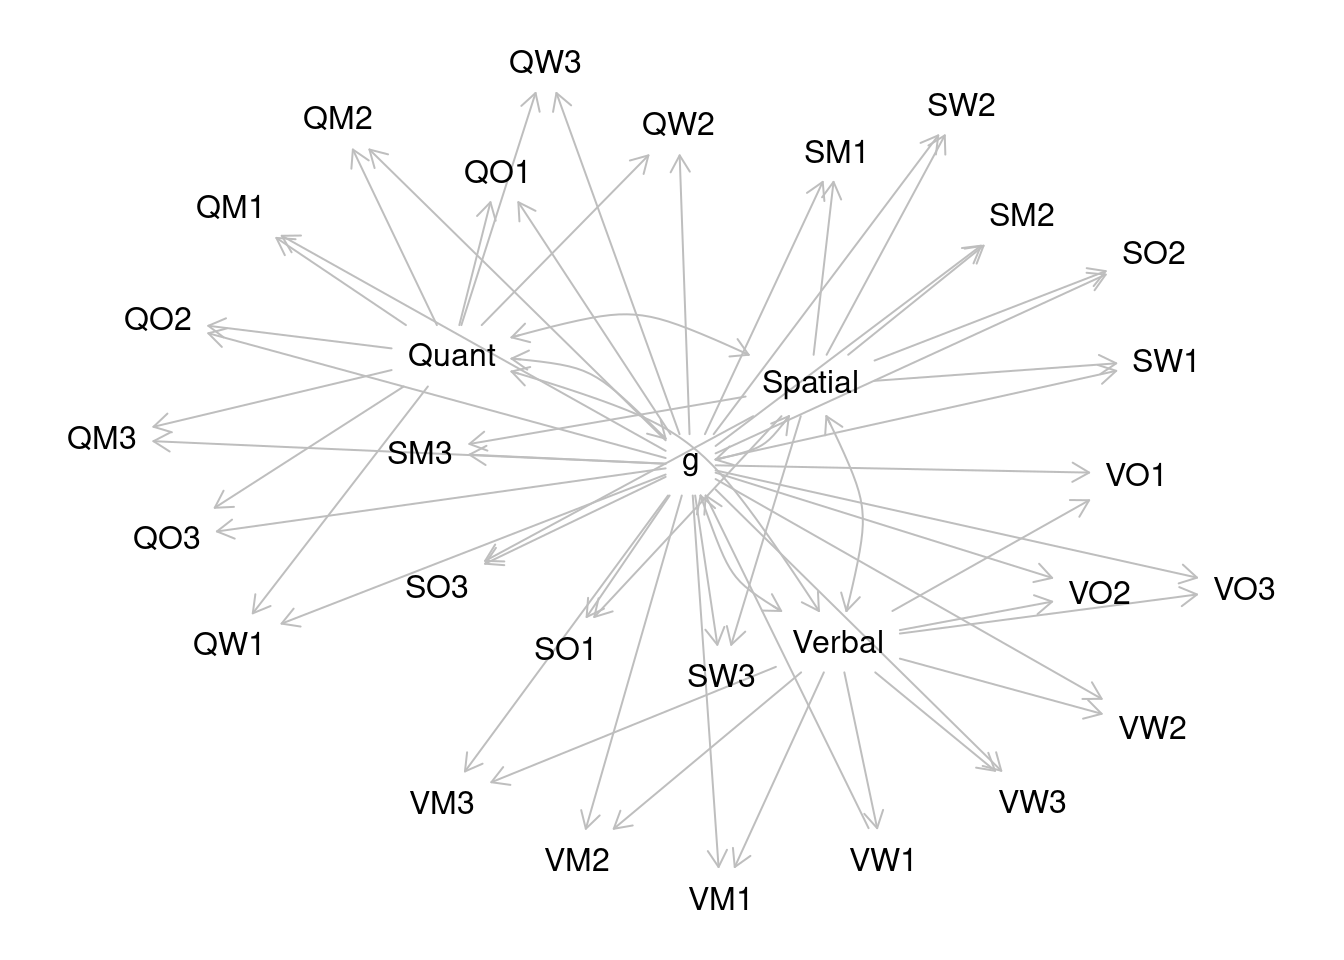 QW3
SW2
QM2
QW2
SM1
QO1
QM1
SM2
SO2
QO2
Quant
SW1
Spatial
QM3
SM3
g
VO1
QO3
SO3
VO2
VO3
QW1
SO1
Verbal
SW3
VW2
VM3
VW3
VM2
VW1
VM1